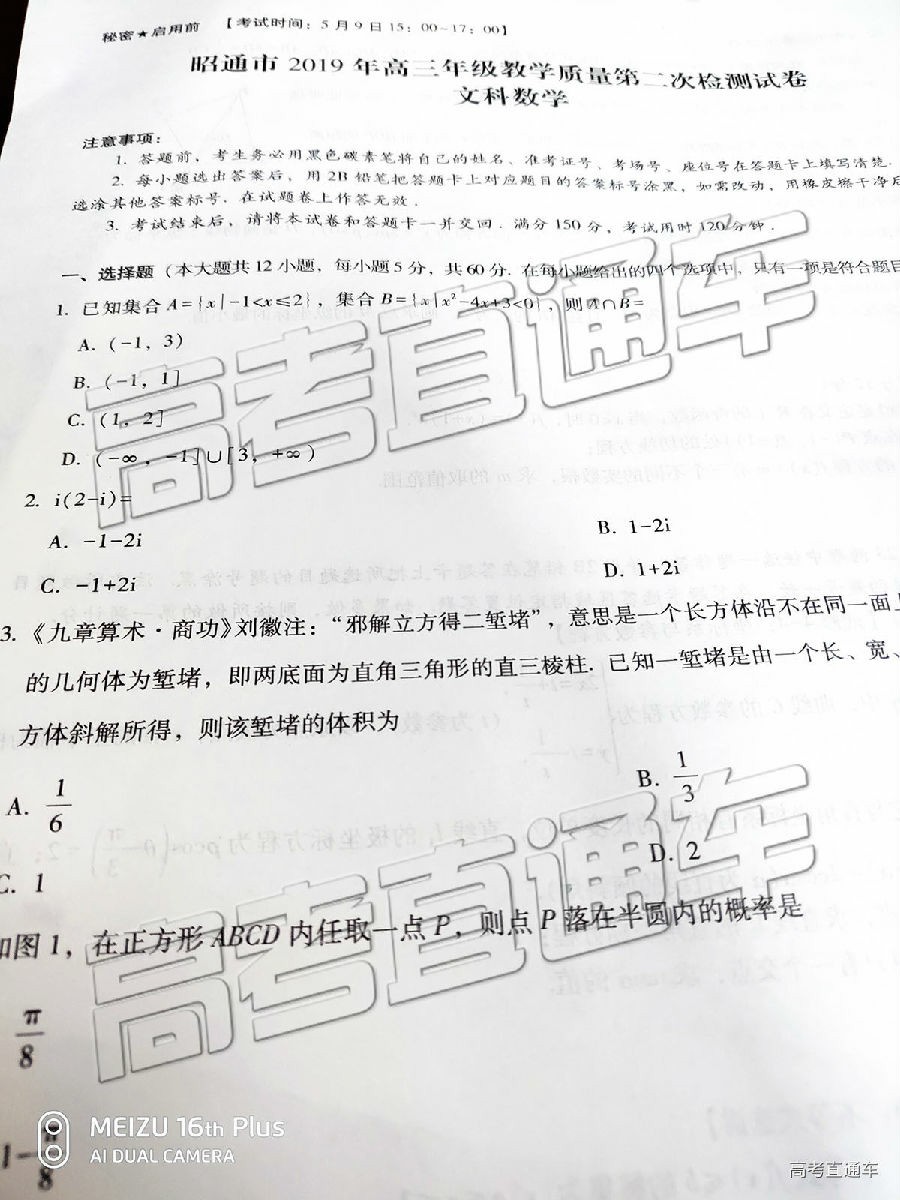 秘密★启用前 【考试时间：5月9日15：00~17：00】
昭通市2019年高三年级教学质量第二次检测试卷
文科数学
注意事项：
1. 答题前，考生务必用黑色碳素笔将自己的姓名、准考证号、考场号、座位号在答题卡上填写清楚.
2. 每小题选出答案后，用2B铅笔把答题卡上对应题目的答案标号涂黑，如需改动，用橡皮擦干净后
选涂其他答案标号. 在试题卷上作答无效.
3. 考试结束后，请将本试卷和答题卡一并交回. 满分150分，考试用时120分钟.
一、选择题（本大题共12小题，每小题5分，共60分. 在每小题给出的四个选项中，只有一项是符合题目
1. 已知集合A={x|-1<x≤2}，集合B={x|x²-4x+3<0}，则A∩B=
A. (-1, 3)
B. (-1, 1]
C. (1, 2]
D. (-∞, -1]∪[3, +∞)
2. i(2-i)=
A. -1-2i
B. 1-2i
C. -1+2i
D. 1+2i
3. 《九章算术·商功》刘徽注：“邪解立方得二堑堵”，意思是一个长方体沿不在同一面上
的几何体为堑堵，即两底面为直角三角形的直三棱柱. 已知一堑堵是由一个长、宽、
方体斜解所得，则该堑堵的体积为
A. 1/6
B. 1/3
C. 1
D. 2
如图1，在正方形ABCD内任取一点P，则点P落在半圆内的概率是
π/8
1-π/8
高考直通车
高考直通车
MEIZU 16th Plus
AI DUAL CAMERA
高考直通车